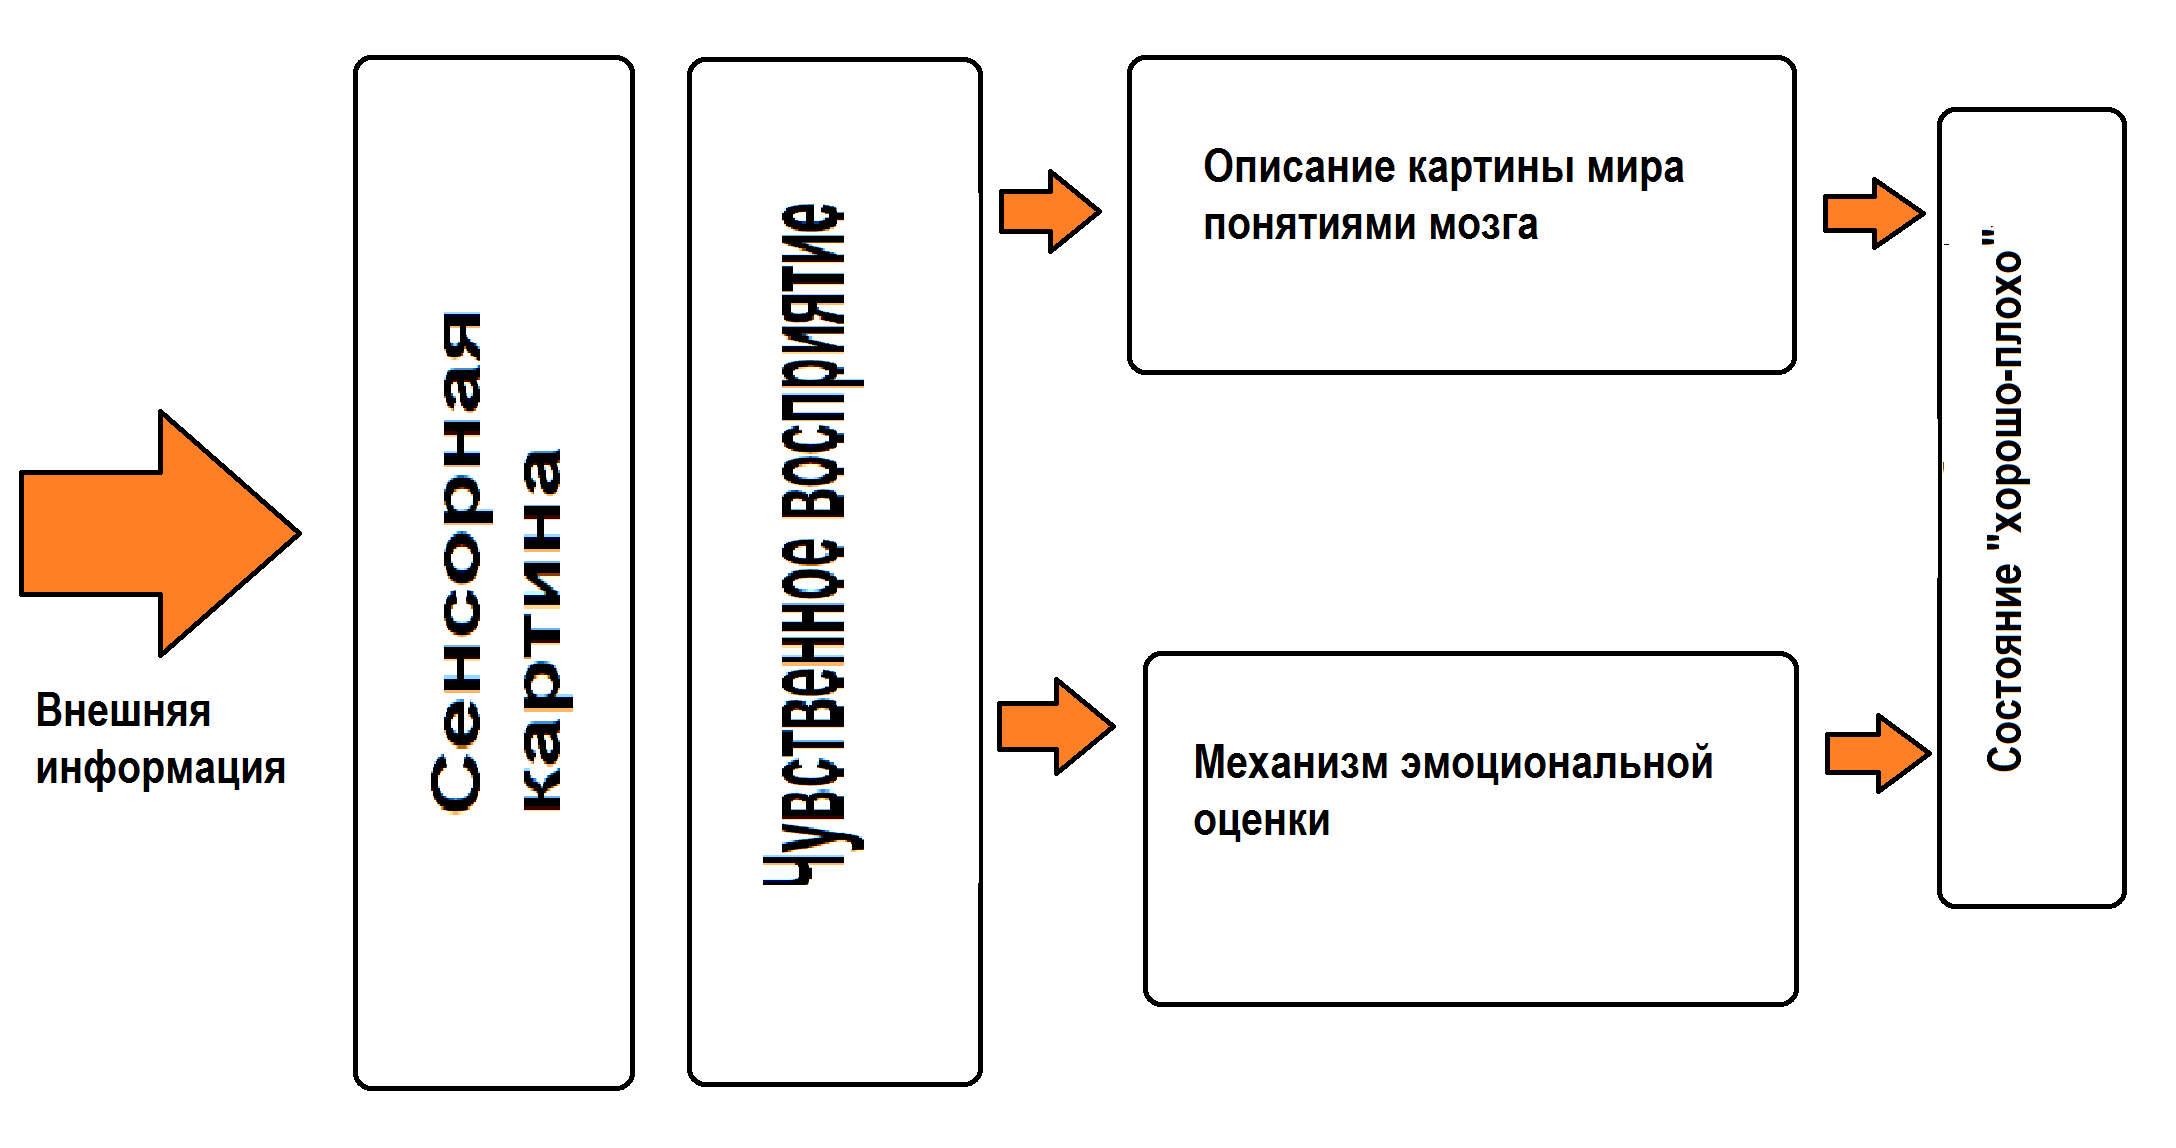 Внешняя
информация
Сенсорная
картина
Чувственное восприятие
Описание картины мира
понятиями мозга
Механизм эмоциональной
оценки
Состояние "хорошо-плохо"